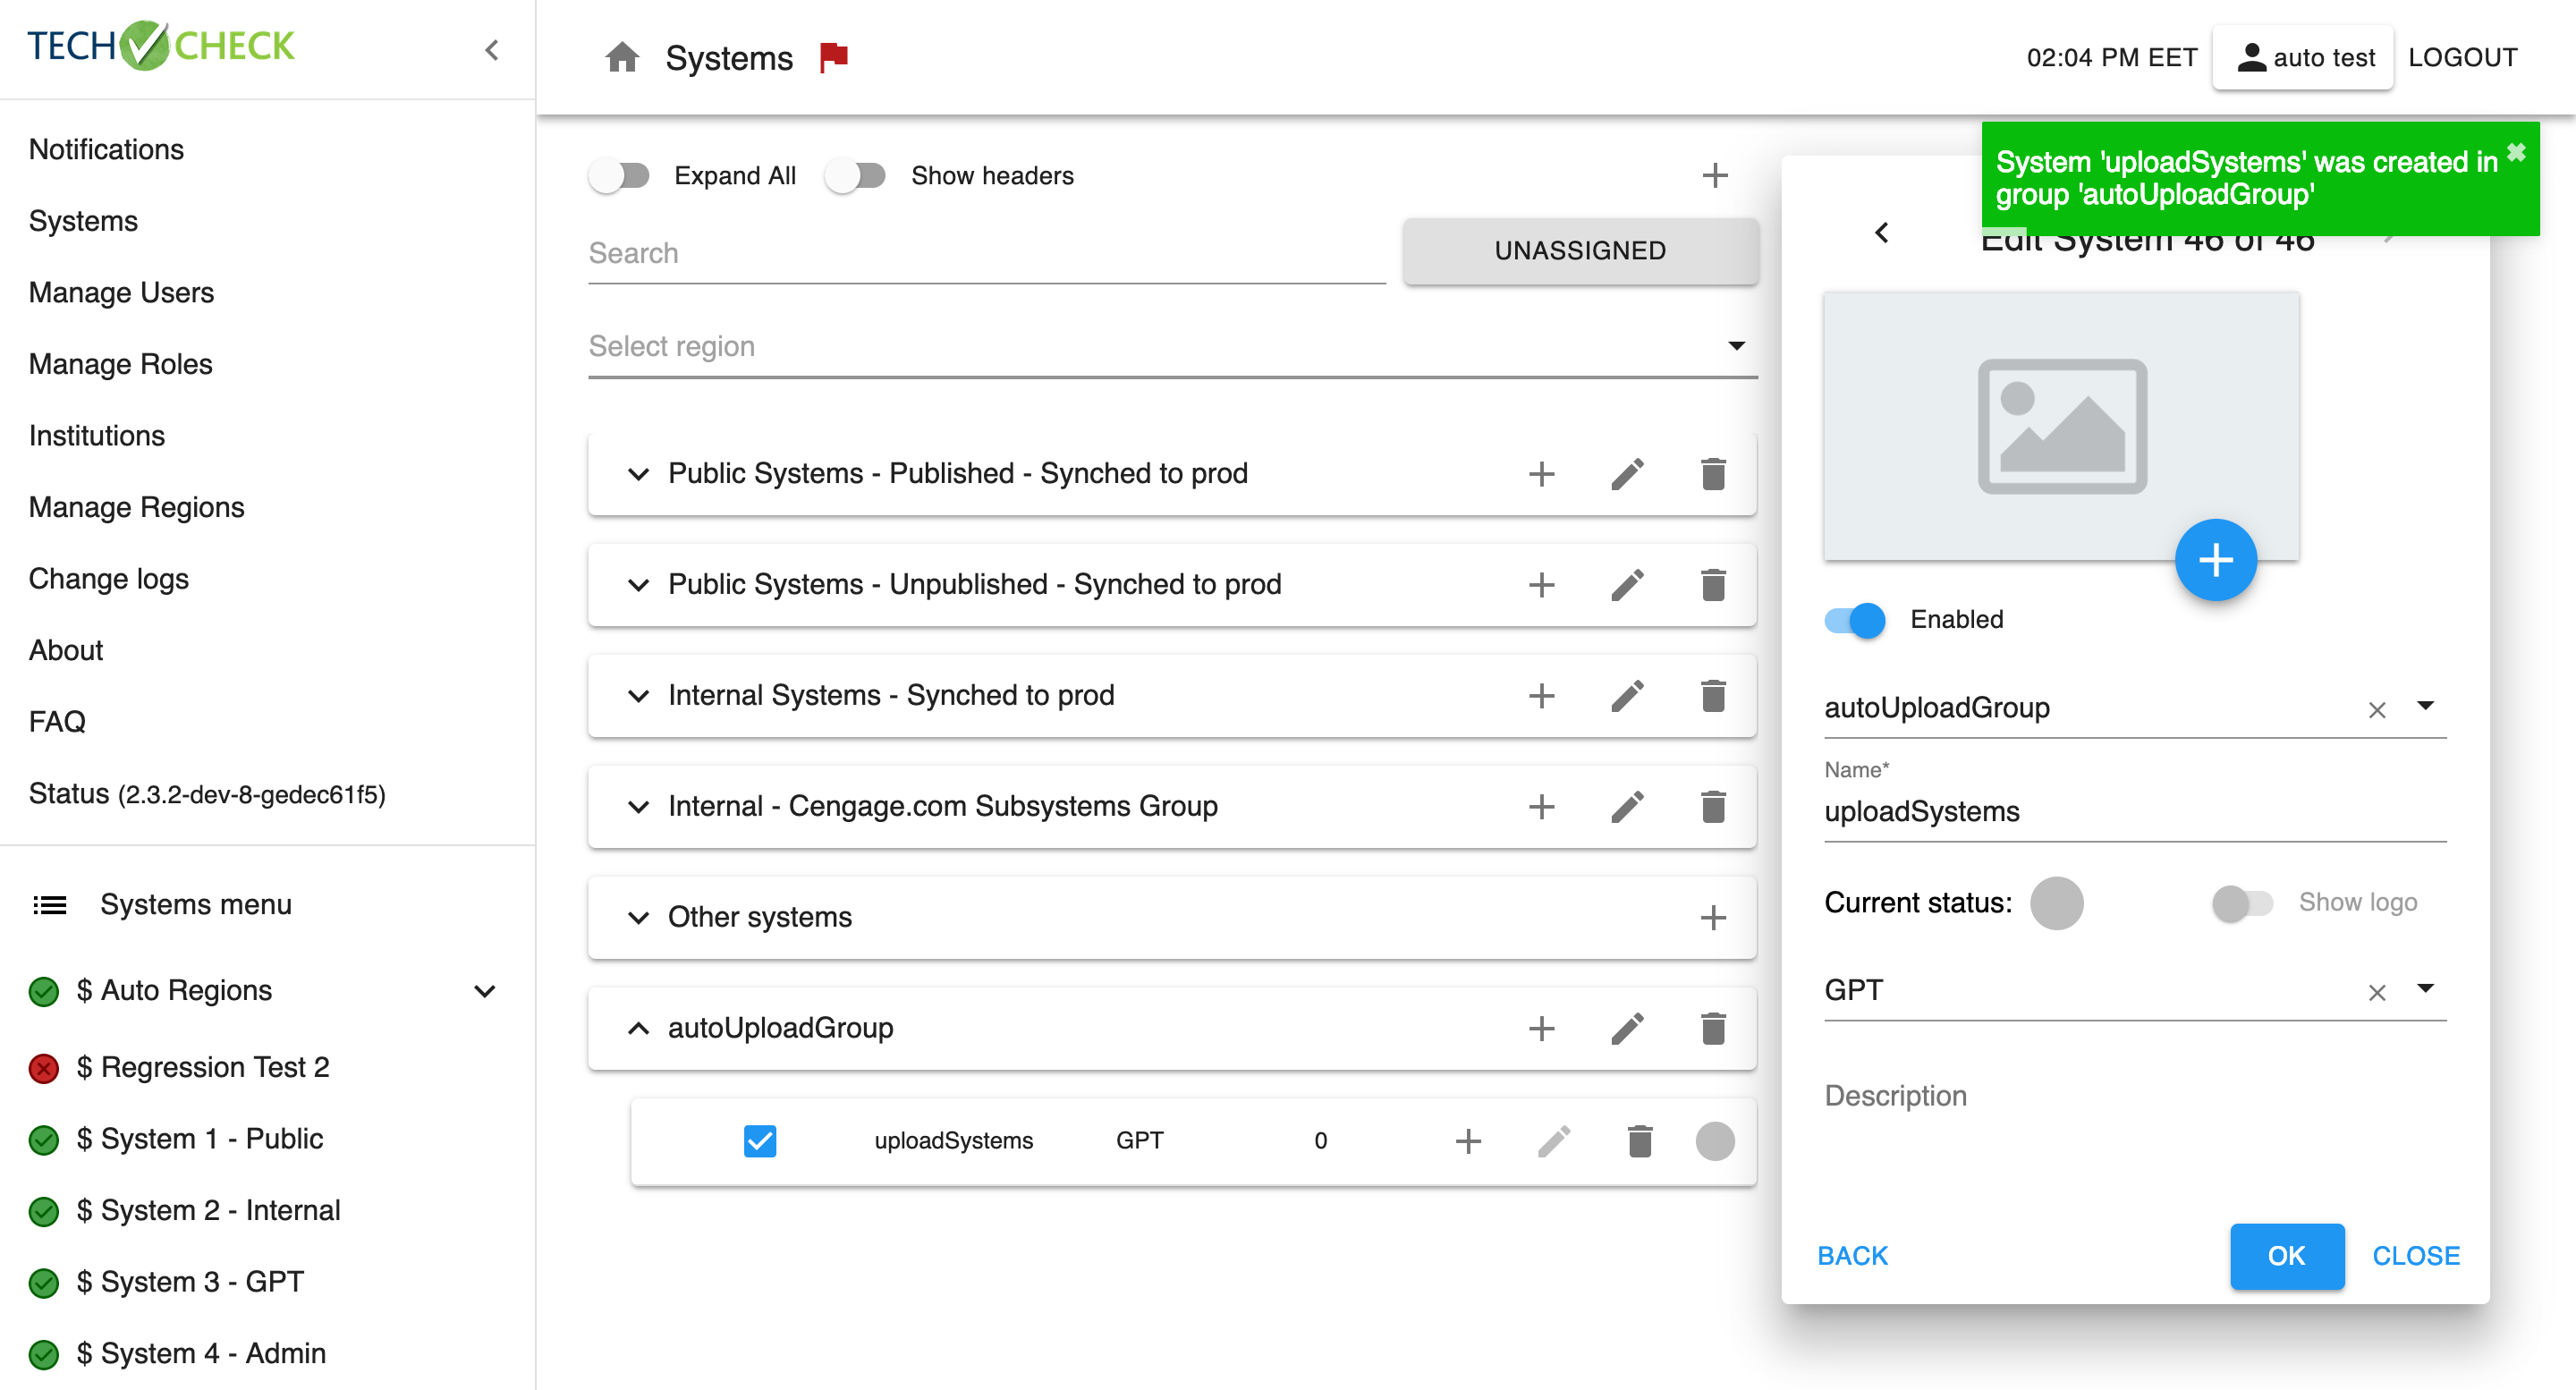 TECH CHECK
Notifications
Systems
Manage Users
Manage Roles
Institutions
Manage Regions
Change logs
About
FAQ
Status (2.3.2-dev-8-gedec61f5)
Systems menu
$ Auto Regions
$ Regression Test 2
$ System 1 - Public
$ System 2 - Internal
$ System 3 - GPT
$ System 4 - Admin
Systems
02:04 PM EET
auto test
LOGOUT
Expand All
Show headers
Search
UNASSIGNED
Select region
Public Systems - Published - Synched to prod
Public Systems - Unpublished - Synched to prod
Internal Systems - Synched to prod
Internal - Cengage.com Subsystems Group
Other systems
autoUploadGroup
uploadSystems GPT 0
System 'uploadSystems' was created in
group 'autoUploadGroup'
Edit System 46 of 46
Enabled
autoUploadGroup
Name*
uploadSystems
Current status:
Show logo
GPT
Description
BACK
OK
CLOSE